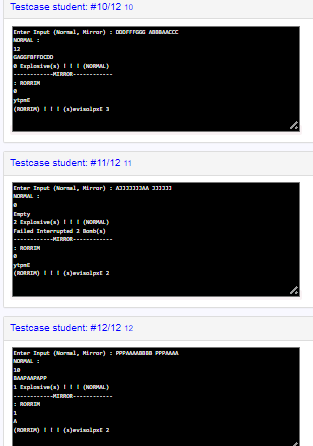 Testcase student: #10/12 10
Enter Input (Normal, Mirror) : DDDFFFGGG ABBBAACCC
NORMAL :
12
GAGGFBFFDCDD
0 Explosive(s) ! ! ! (NORMAL)
------------MIRROR------------
: RORRIM
0
ytpmE
(RORRIM) ! ! ! (s)evisolpxE 3
Testcase student: #11/12 11
Enter Input (Normal, Mirror) : AJJJJJJJAA JJJJJJ
NORMAL :
0
Empty
2 Explosive(s) ! ! ! (NORMAL)
Failed Interrupted 2 Bomb(s)
------------MIRROR------------
: RORRIM
0
ytpmE
(RORRIM) ! ! ! (s)evisolpxE 2
Testcase student: #12/12 12
Enter Input (Normal, Mirror) : PPPAAAABBBB PPPAAAA
NORMAL :
10
BAAPAAPAPP
1 Explosive(s) ! ! ! (NORMAL)
------------MIRROR------------
: RORRIM
1
A
(RORRIM) ! ! ! (s)evisolpxE 2